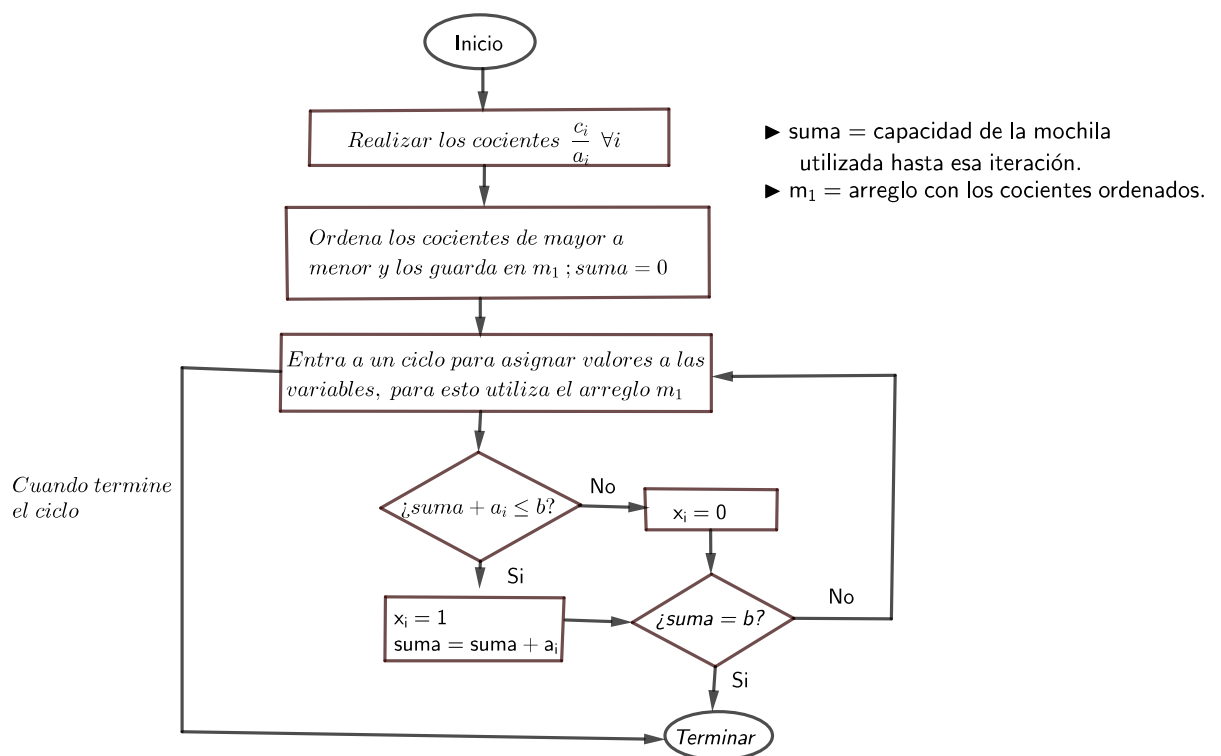 Inicio
Realizar los cocientes c_i/a_i ∀i
▶ suma = capacidad de la mochila
utilizada hasta esa iteración.
▶ m₁ = arreglo con los cocientes ordenados.
Ordena los cocientes de mayor a
menor y los guarda en m₁ ; suma = 0
Entra a un ciclo para asignar valores a las
variables, para esto utiliza el arreglo m₁
Cuando termine
el ciclo
¿suma + a_i ≤ b?
No
x_i = 0
Si
x_i = 1
suma = suma + a_i
¿suma = b?
No
Si
Terminar